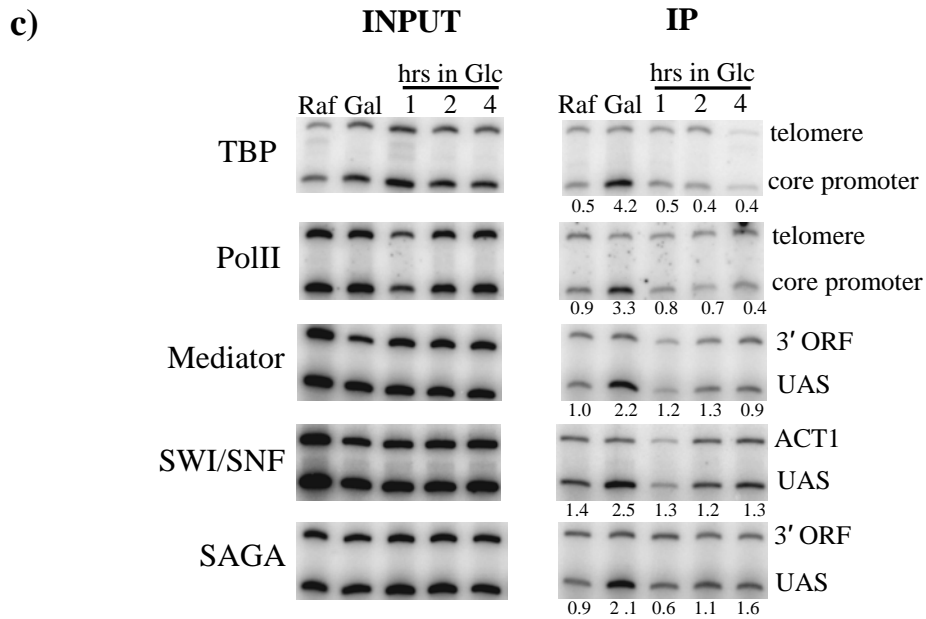 c)
INPUT IP
hrs in Glc hrs in Glc
Raf Gal 1 2 4 Raf Gal 1 2 4
TBP
telomere
core promoter
0.5 4.2 0.5 0.4 0.4
PolII
telomere
core promoter
0.9 3.3 0.8 0.7 0.4
Mediator
3′ ORF
UAS
1.0 2.2 1.2 1.3 0.9
SWI/SNF
ACT1
UAS
1.4 2.5 1.3 1.2 1.3
SAGA
3′ ORF
UAS
0.9 2 .1 0.6 1.1 1.6